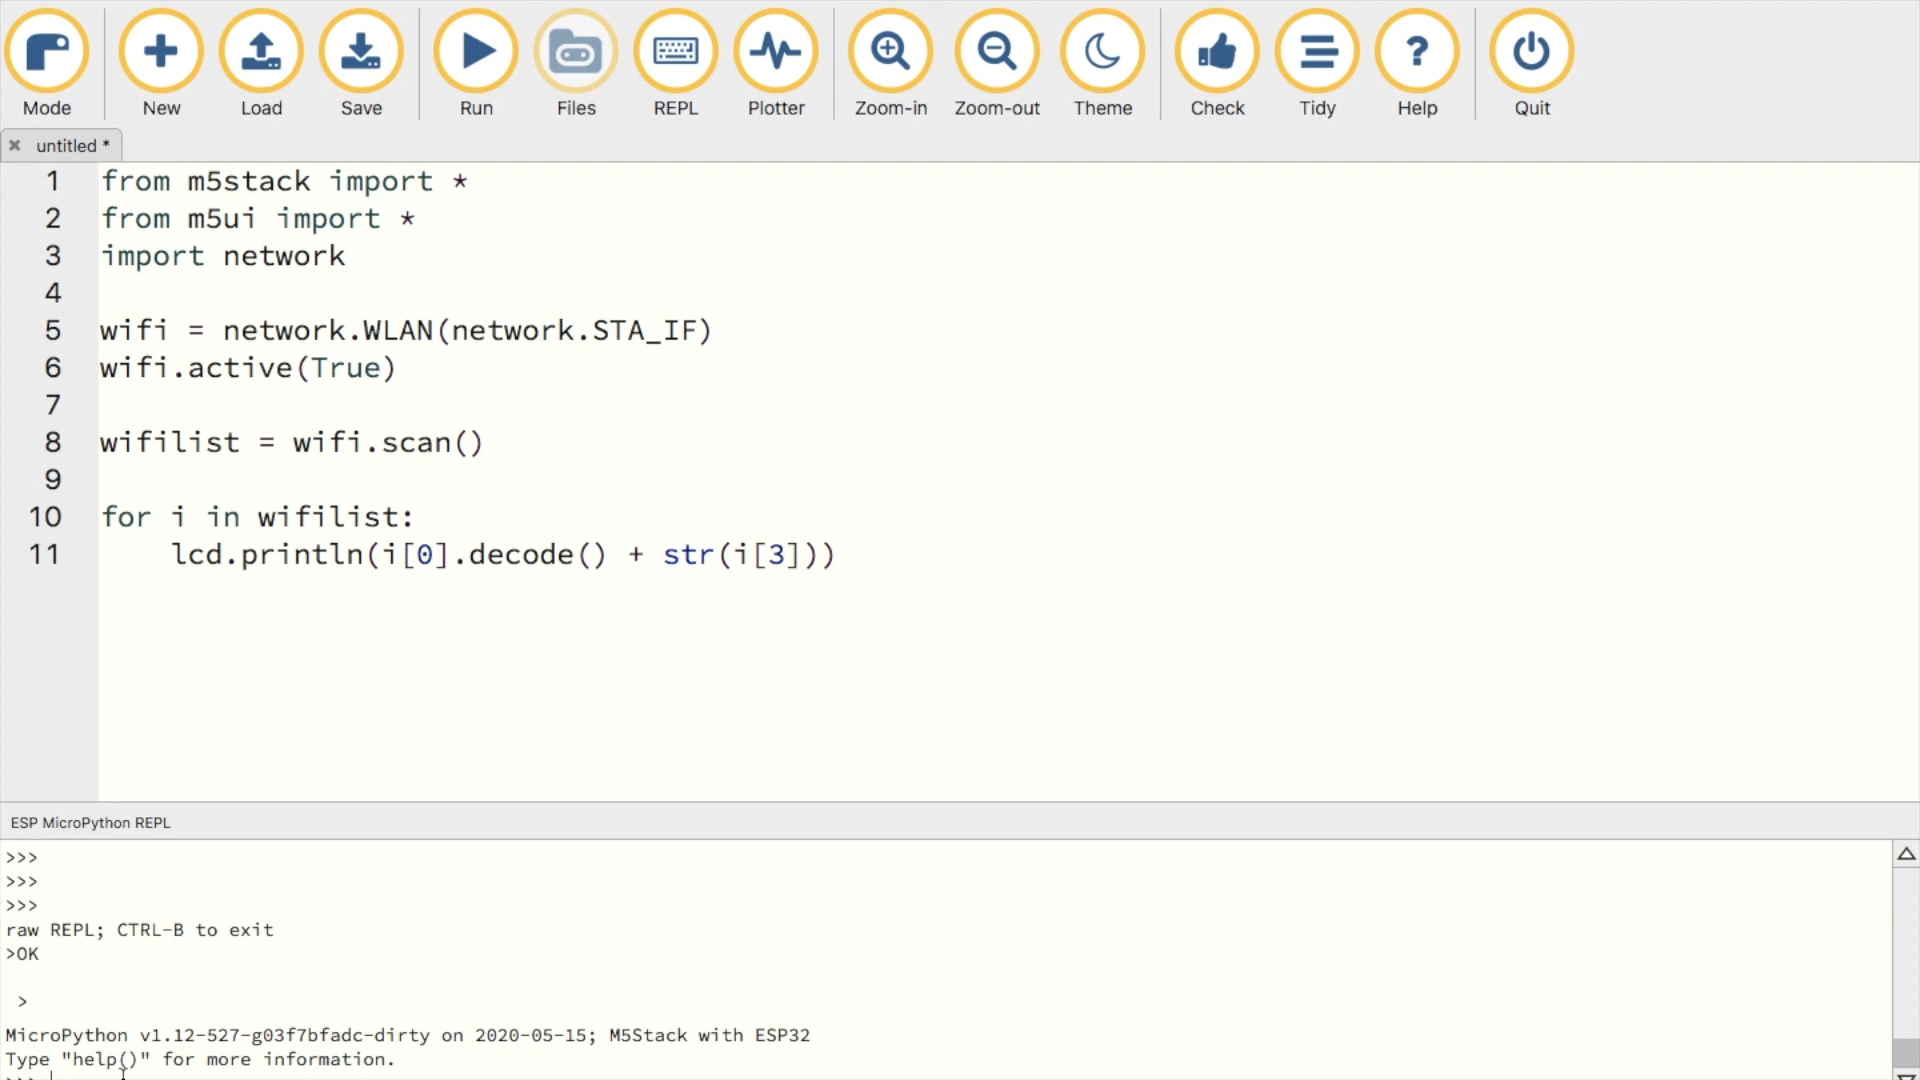 Mode New Load Save Run Files REPL Plotter Zoom-in Zoom-out Theme Check Tidy Help Quit
untitled *
1 from m5stack import *
2 from m5ui import *
3 import network
4
5 wifi = network.WLAN(network.STA_IF)
6 wifi.active(True)
7
8 wifilist = wifi.scan()
9
10 for i in wifilist:
11     lcd.println(i[0].decode() + str(i[3]))
ESP MicroPython REPL
>>>
>>>
>>>
raw REPL; CTRL-B to exit
>OK
>
MicroPython v1.12-527-g03f7bfadc-dirty on 2020-05-15; M5Stack with ESP32
Type "help()" for more information.
>>>